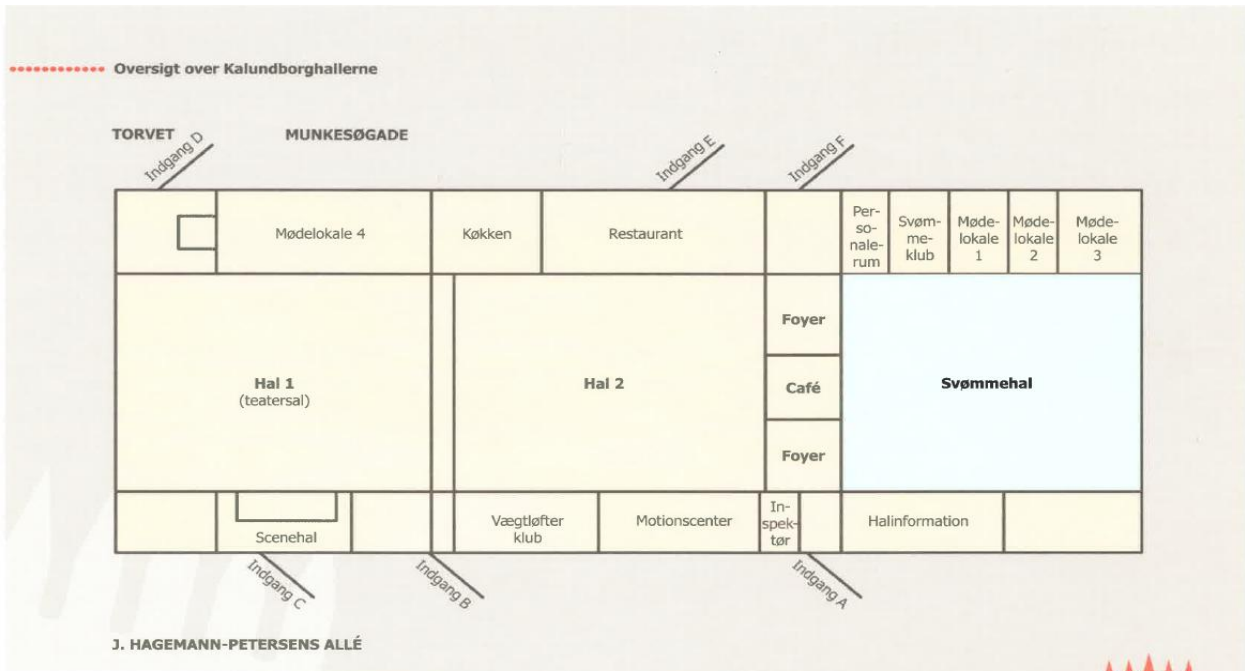 Oversigt over Kalundborghallerne
TORVET
MUNKESØGADE
Indgang D
Indgang E
Indgang F
Mødelokale 4
Køkken
Restaurant
Per-
so-
nale-
rum
Svøm-
me-
klub
Møde-
lokale
1
Møde-
lokale
2
Møde-
lokale
3
Hal 1
(teatersal)
Hal 2
Foyer
Café
Foyer
Svømmehal
Scenehal
Vægtløfter
klub
Motionscenter
In-
spek-
tør
Halinformation
Indgang C
Indgang B
Indgang A
J. HAGEMANN-PETERSENS ALLÉ